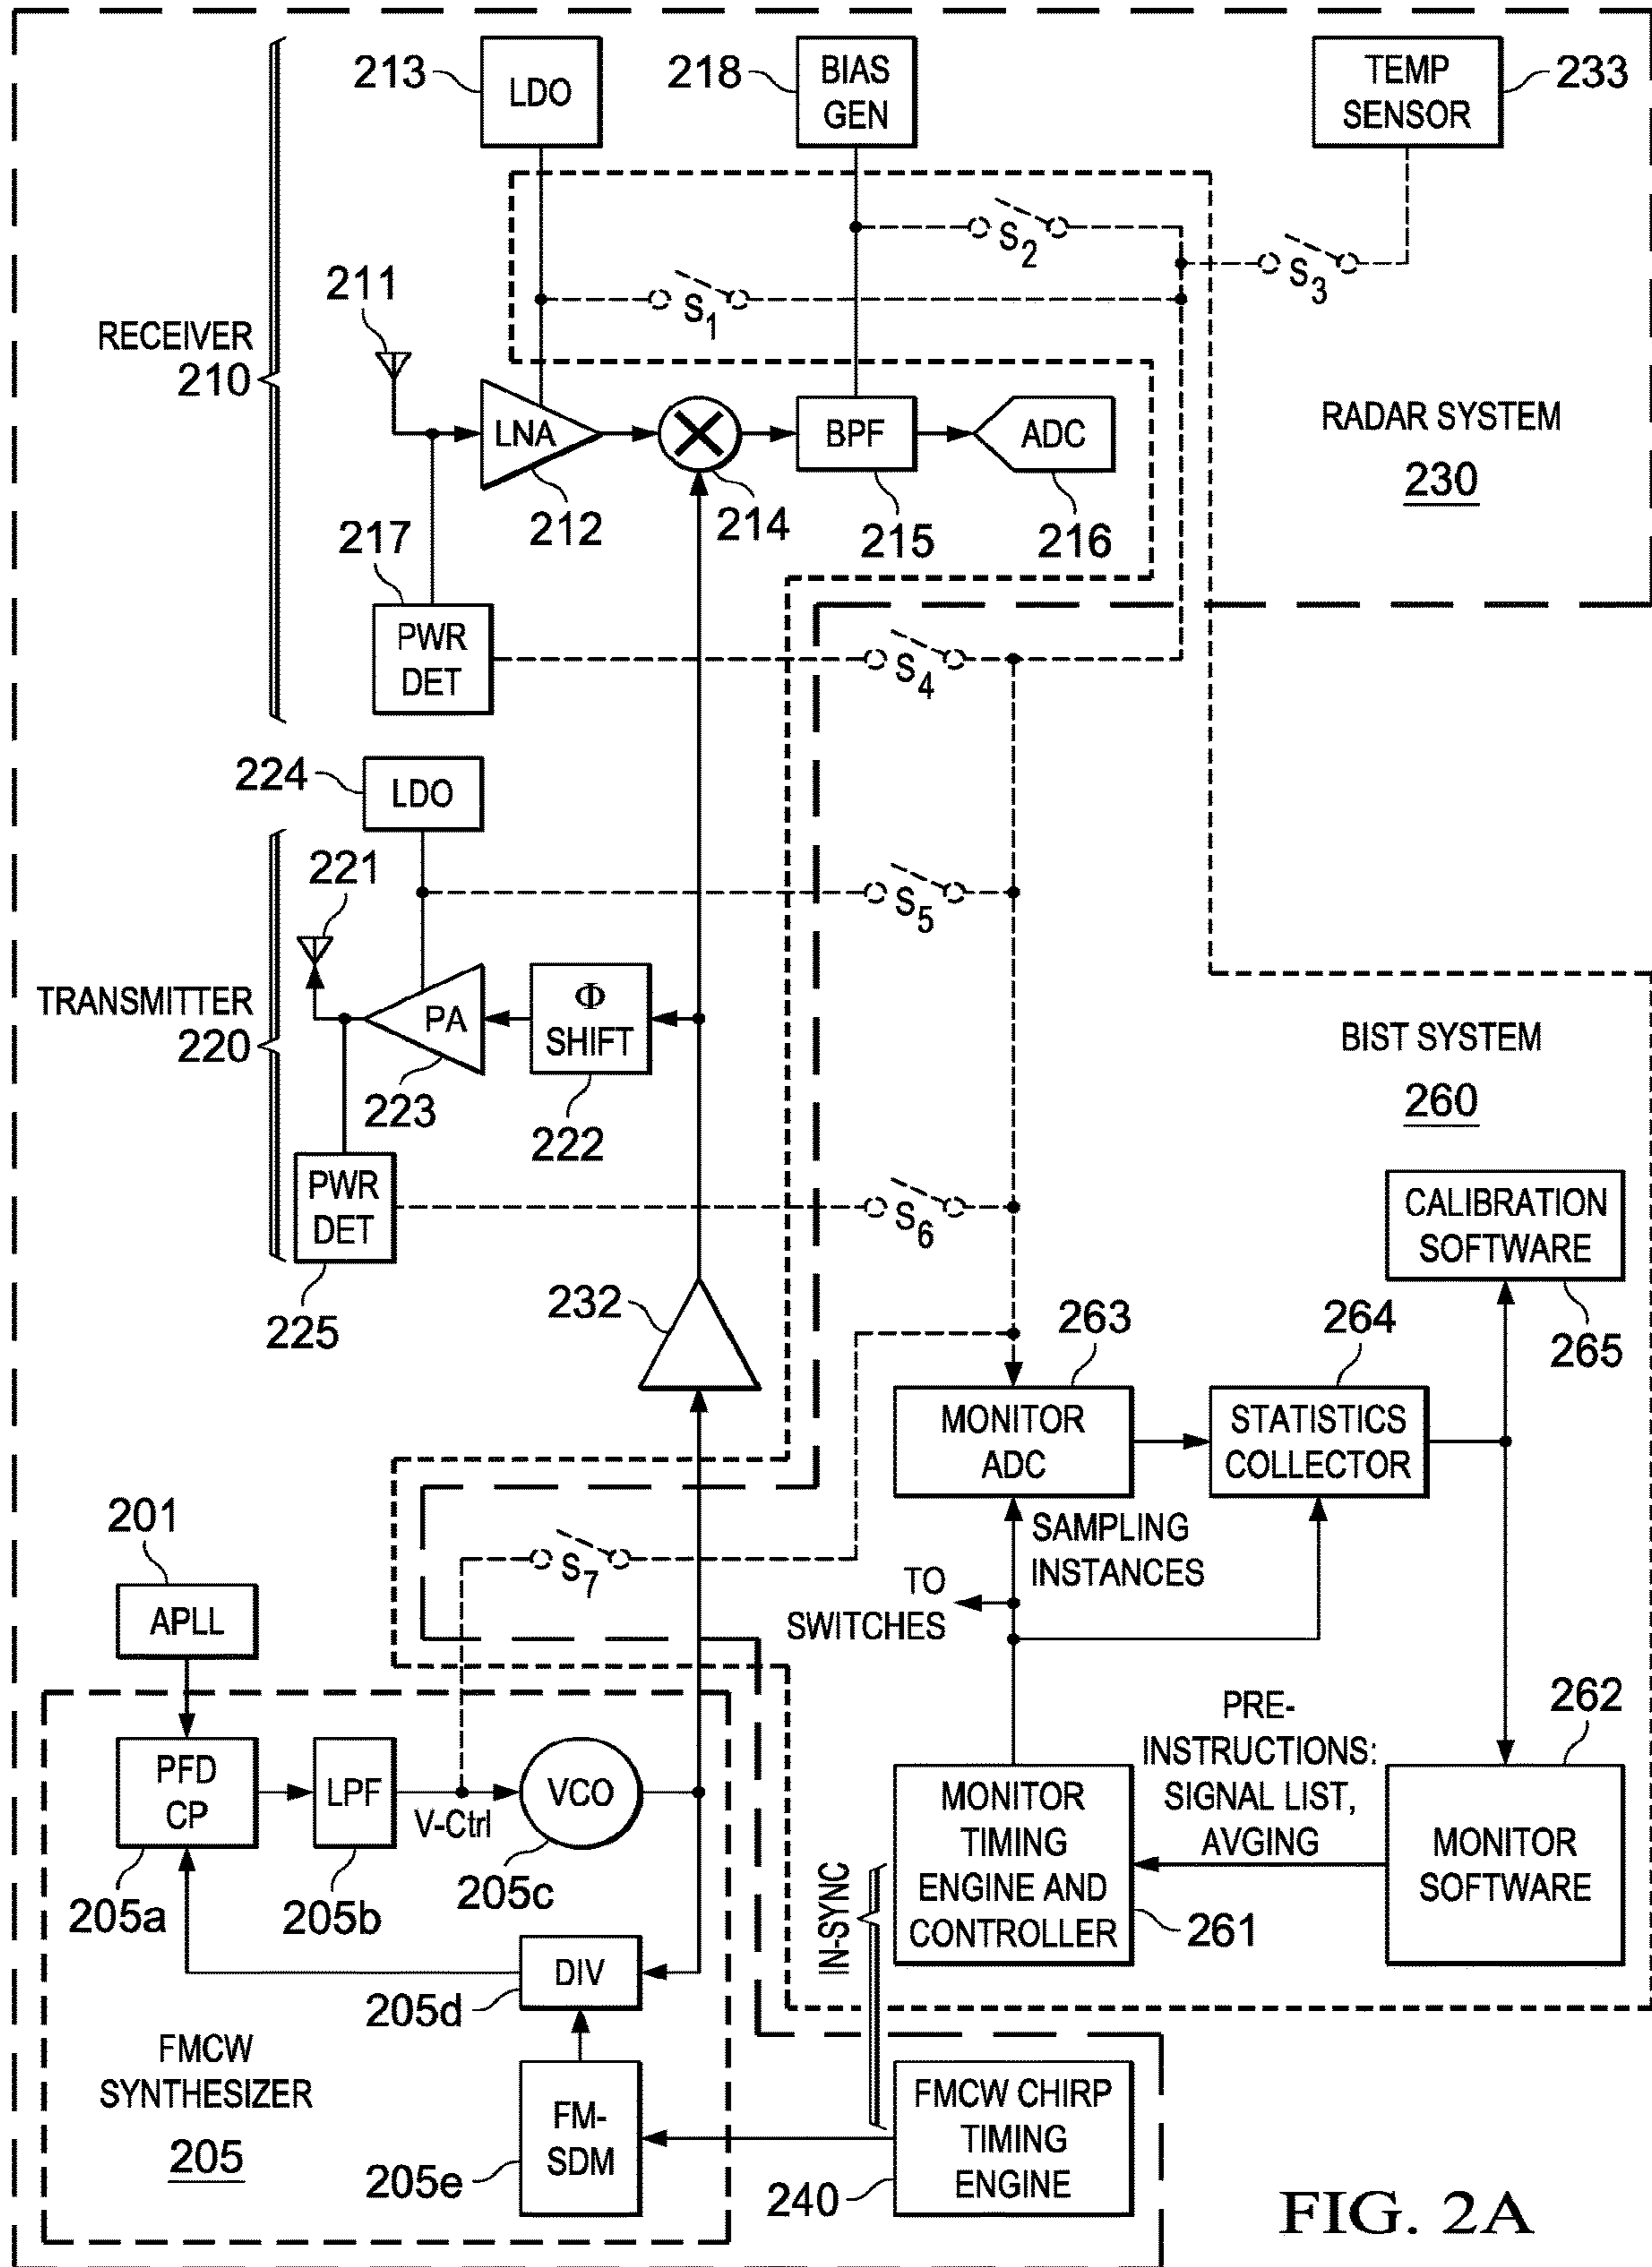 213
LDO
218
BIAS
GEN
TEMP
SENSOR
233
S2
S3
S1
211
RECEIVER
210
LNA
212
214
BPF
215
ADC
216
RADAR SYSTEM
230
217
PWR
DET
S4
224
LDO
221
S5
TRANSMITTER
220
PA
223
Φ
SHIFT
222
BIST SYSTEM
260
PWR
DET
225
S6
CALIBRATION
SOFTWARE
265
232
263
MONITOR
ADC
264
STATISTICS
COLLECTOR
SAMPLING
INSTANCES
TO
SWITCHES
201
APLL
S7
PFD
CP
205a
LPF
205b
V-Ctrl
VCO
205c
PRE-
INSTRUCTIONS:
SIGNAL LIST,
AVGING
262
MONITOR
TIMING
ENGINE AND
CONTROLLER
261
MONITOR
SOFTWARE
IN-SYNC
DIV
205d
FMCW
SYNTHESIZER
205
FM-
SDM
205e
FMCW CHIRP
TIMING
ENGINE
240
FIG. 2A